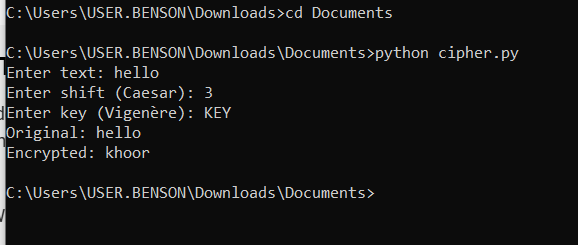 C:\Users\USER.BENSON\Downloads>cd Documents
C:\Users\USER.BENSON\Downloads\Documents>python cipher.py
Enter text: hello
Enter shift (Caesar): 3
Enter key (Vigenère): KEY
Original: hello
Encrypted: khoor
C:\Users\USER.BENSON\Downloads\Documents>